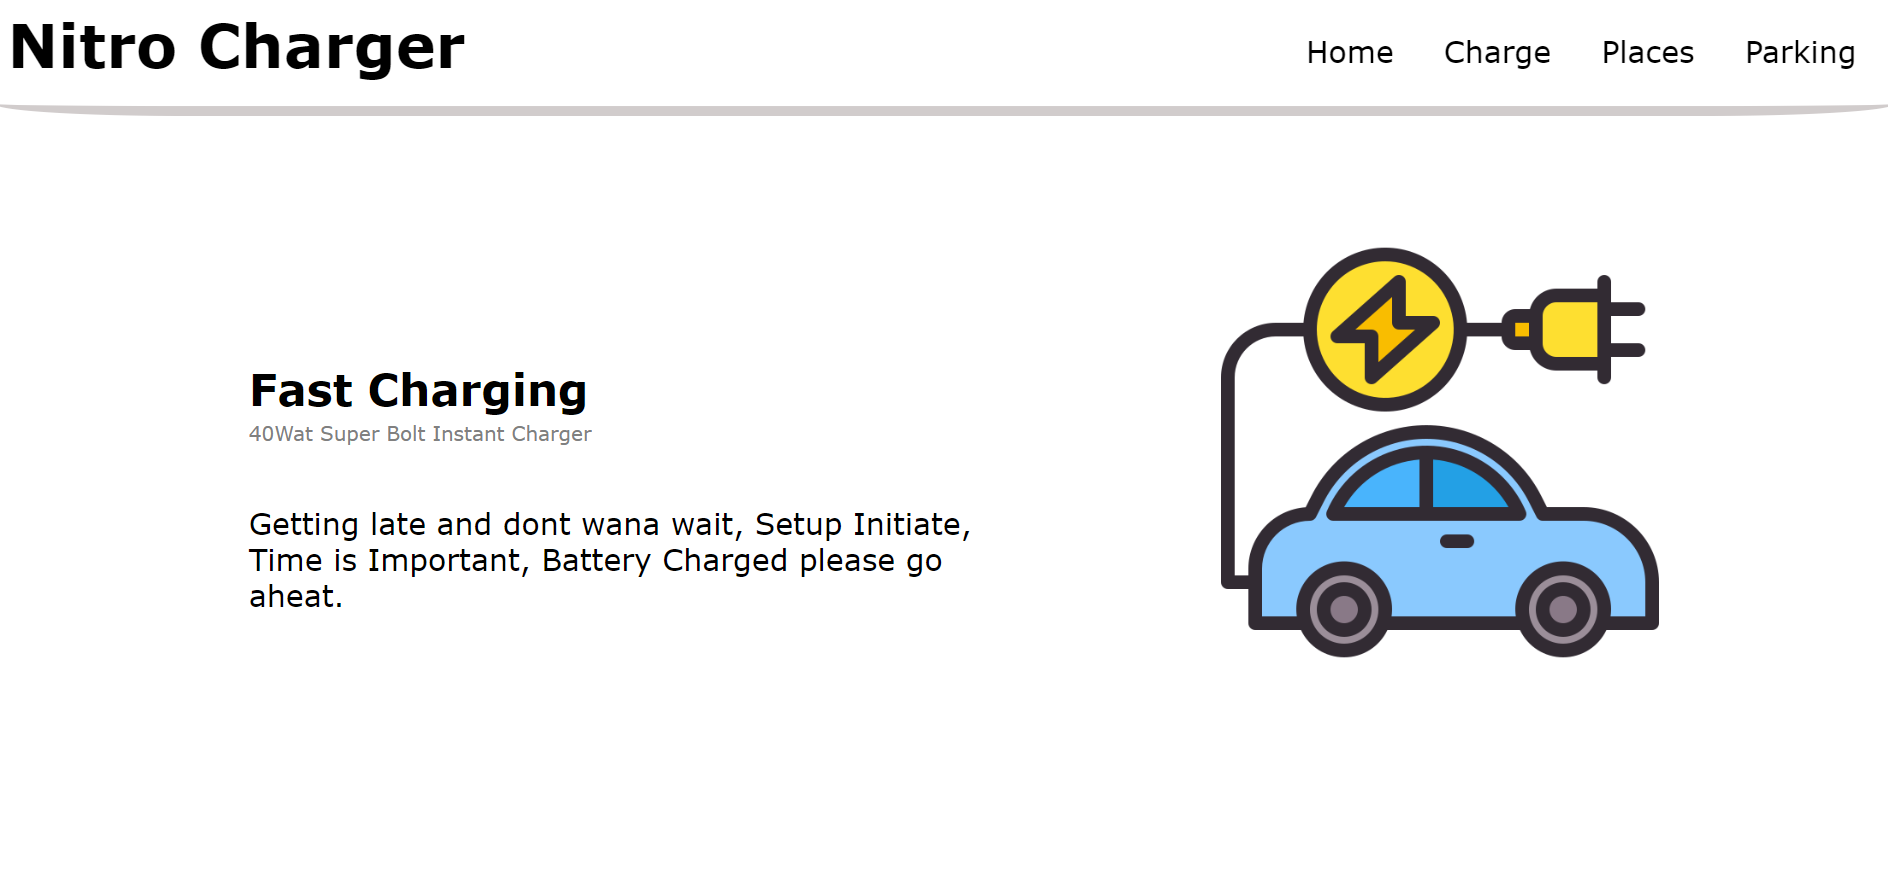 Nitro Charger
Home Charge Places Parking
Fast Charging
40Wat Super Bolt Instant Charger
Getting late and dont wana wait, Setup Initiate,
Time is Important, Battery Charged please go
aheat.